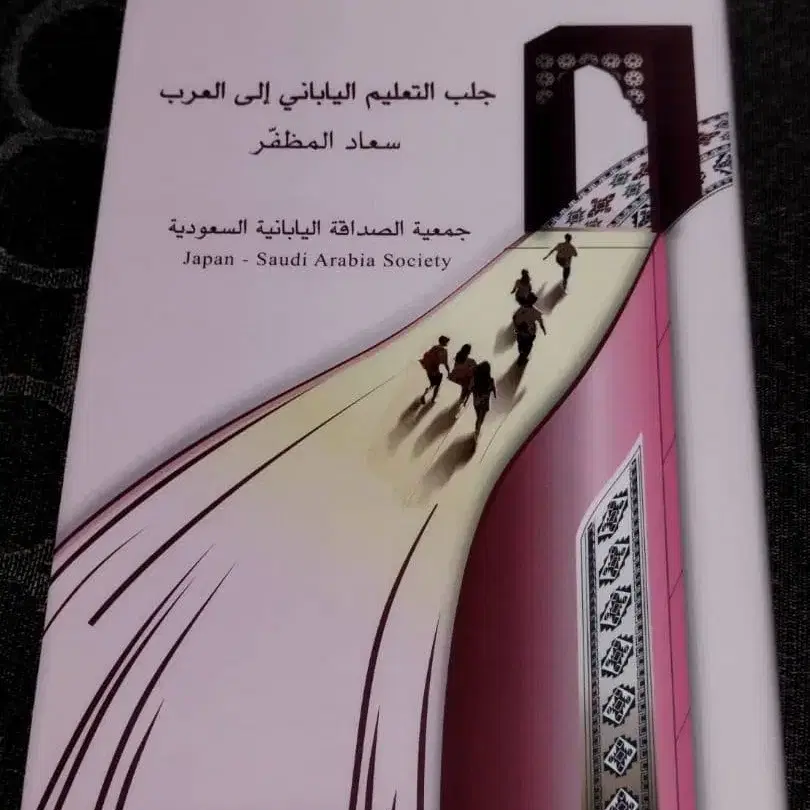 جلب التعليم الياباني إلى العرب
سعاد المظفّر
جمعية الصداقة اليابانية السعودية
Japan - Saudi Arabia Society